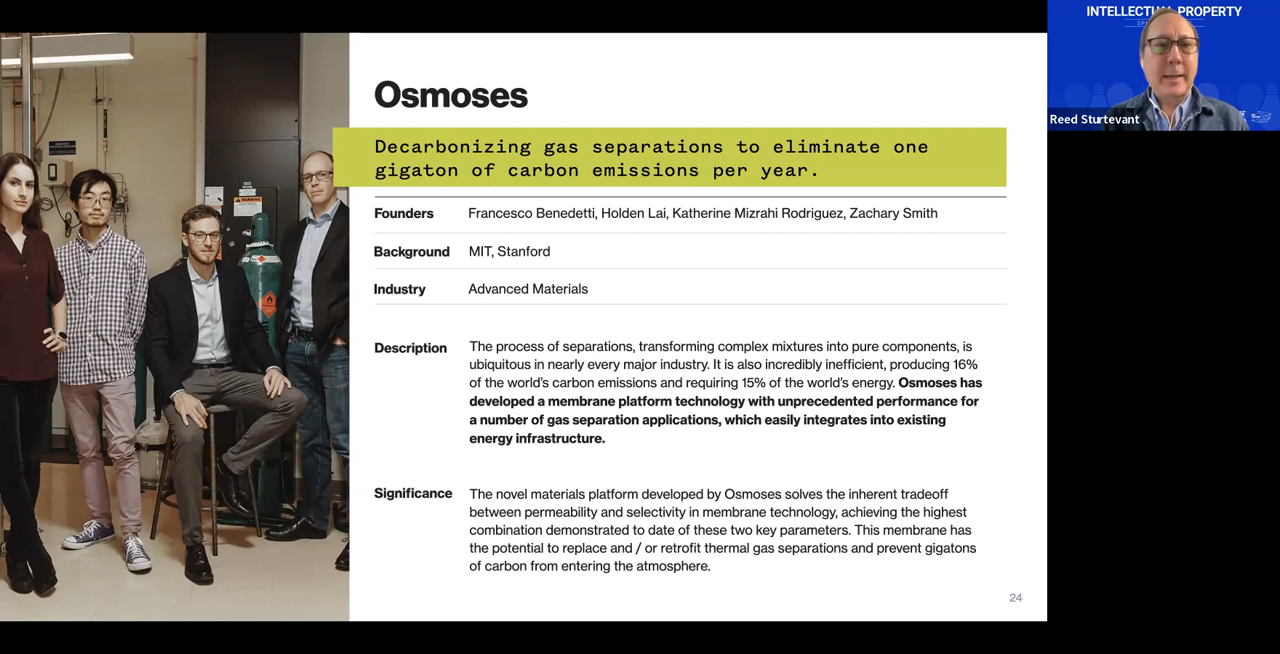 Osmoses
Decarbonizing gas separations to eliminate one
gigaton of carbon emissions per year.
Founders Francesco Benedetti, Holden Lai, Katherine Mizrahi Rodriguez, Zachary Smith
Background MIT, Stanford
Industry Advanced Materials
Description The process of separations, transforming complex mixtures into pure components, is
ubiquitous in nearly every major industry. It is also incredibly inefficient, producing 16%
of the world's carbon emissions and requiring 15% of the world's energy. Osmoses has
developed a membrane platform technology with unprecedented performance for
a number of gas separation applications, which easily integrates into existing
energy infrastructure.
Significance The novel materials platform developed by Osmoses solves the inherent tradeoff
between permeability and selectivity in membrane technology, achieving the highest
combination demonstrated to date of these two key parameters. This membrane has
the potential to replace and / or retrofit thermal gas separations and prevent gigatons
of carbon from entering the atmosphere.
24
INTELLECTUAL PROPERTY
Reed Sturtevant
WARNING